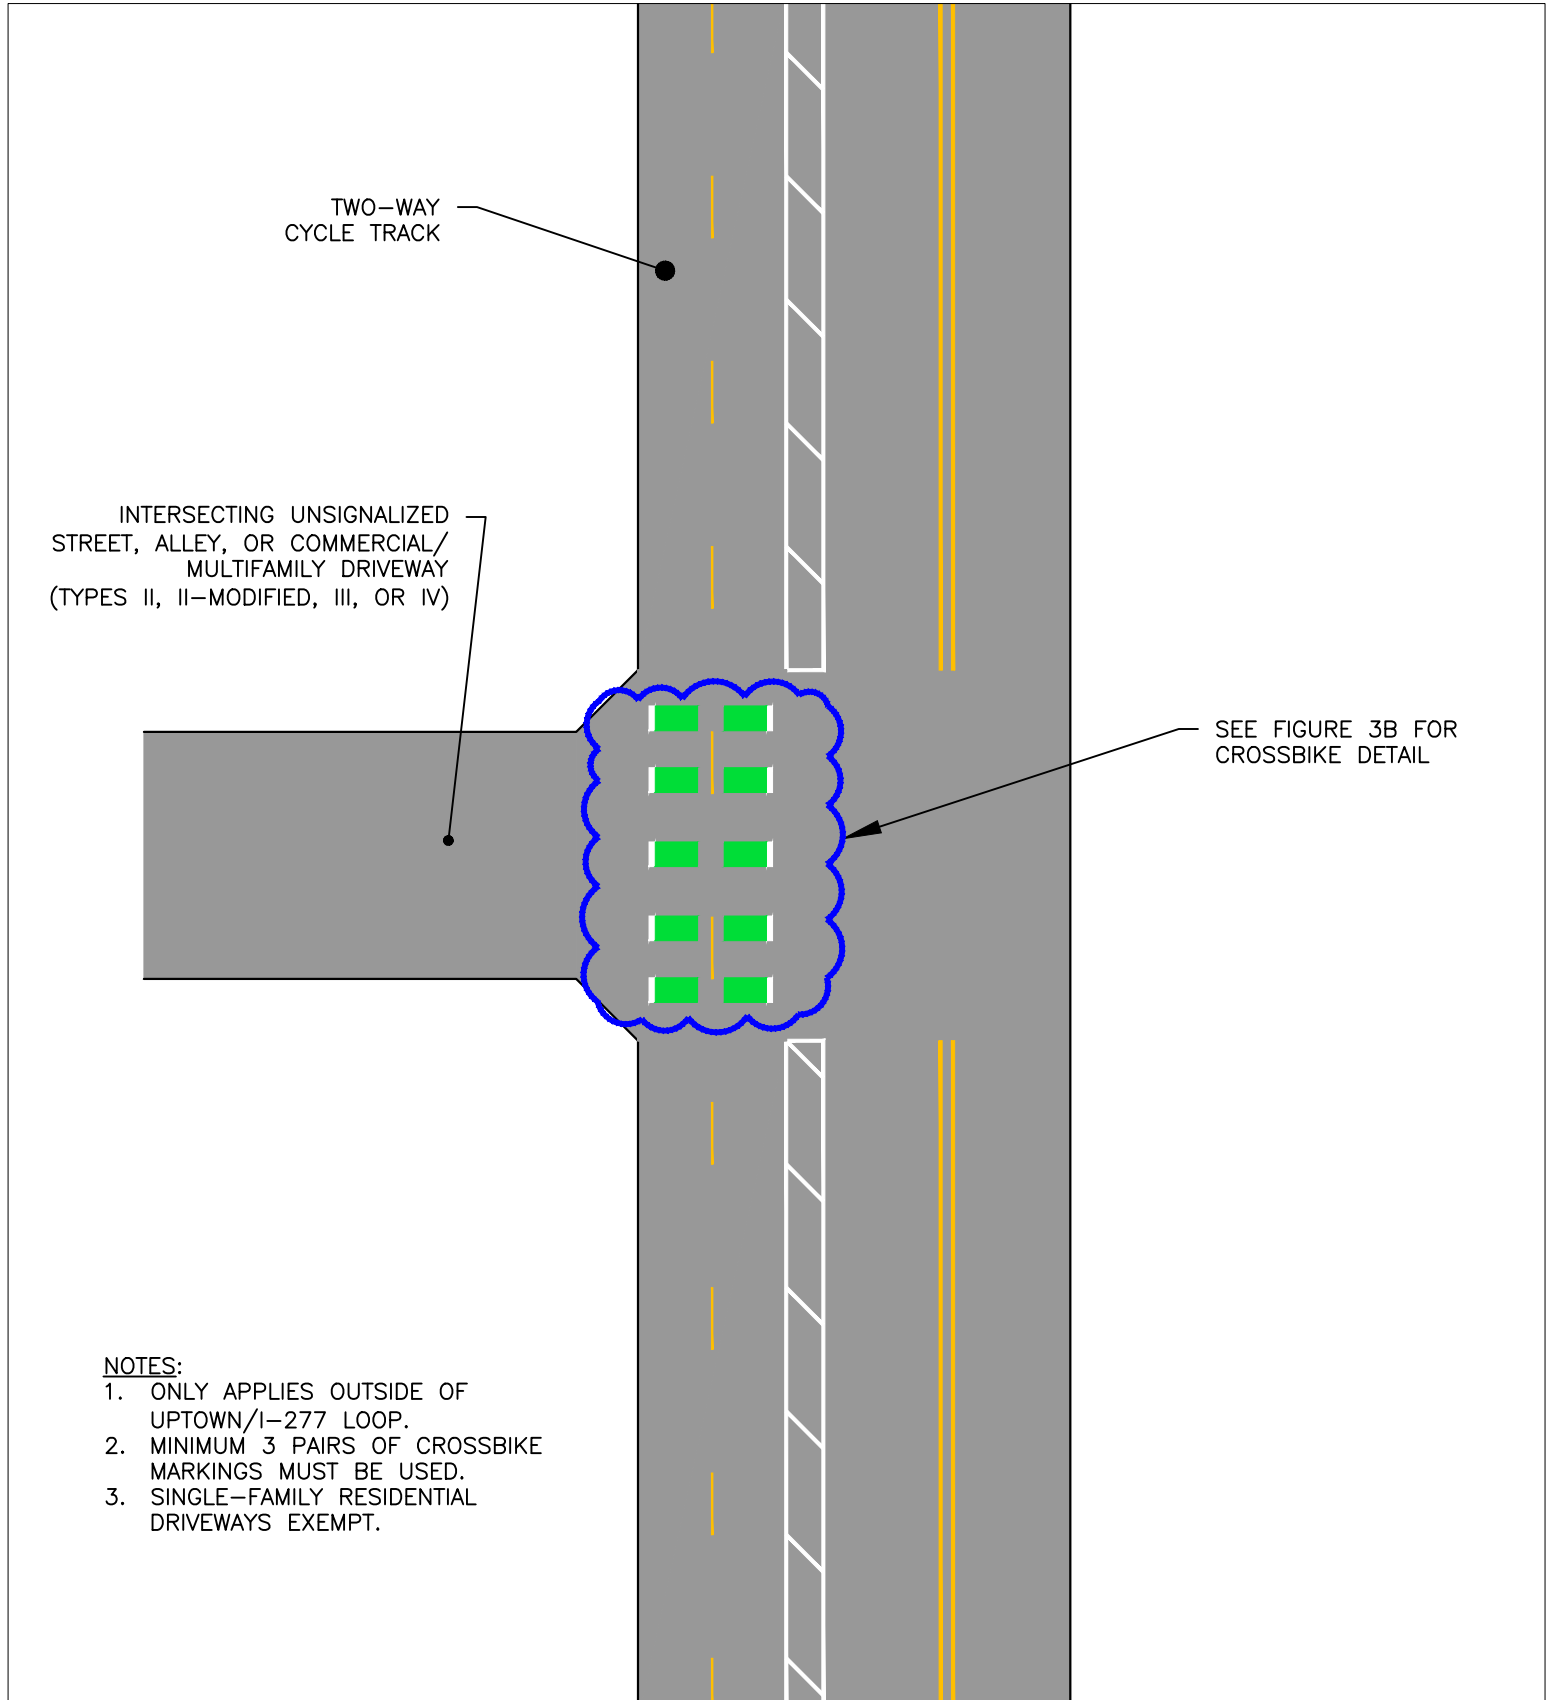 TWO-WAY
CYCLE TRACK
INTERSECTING UNSIGNALIZED
STREET, ALLEY, OR COMMERCIAL/
MULTIFAMILY DRIVEWAY
(TYPES II, II-MODIFIED, III, OR IV)
SEE FIGURE 3B FOR
CROSSBIKE DETAIL
NOTES:
1. ONLY APPLIES OUTSIDE OF
UPTOWN/I-277 LOOP.
2. MINIMUM 3 PAIRS OF CROSSBIKE
MARKINGS MUST BE USED.
3. SINGLE-FAMILY RESIDENTIAL
DRIVEWAYS EXEMPT.